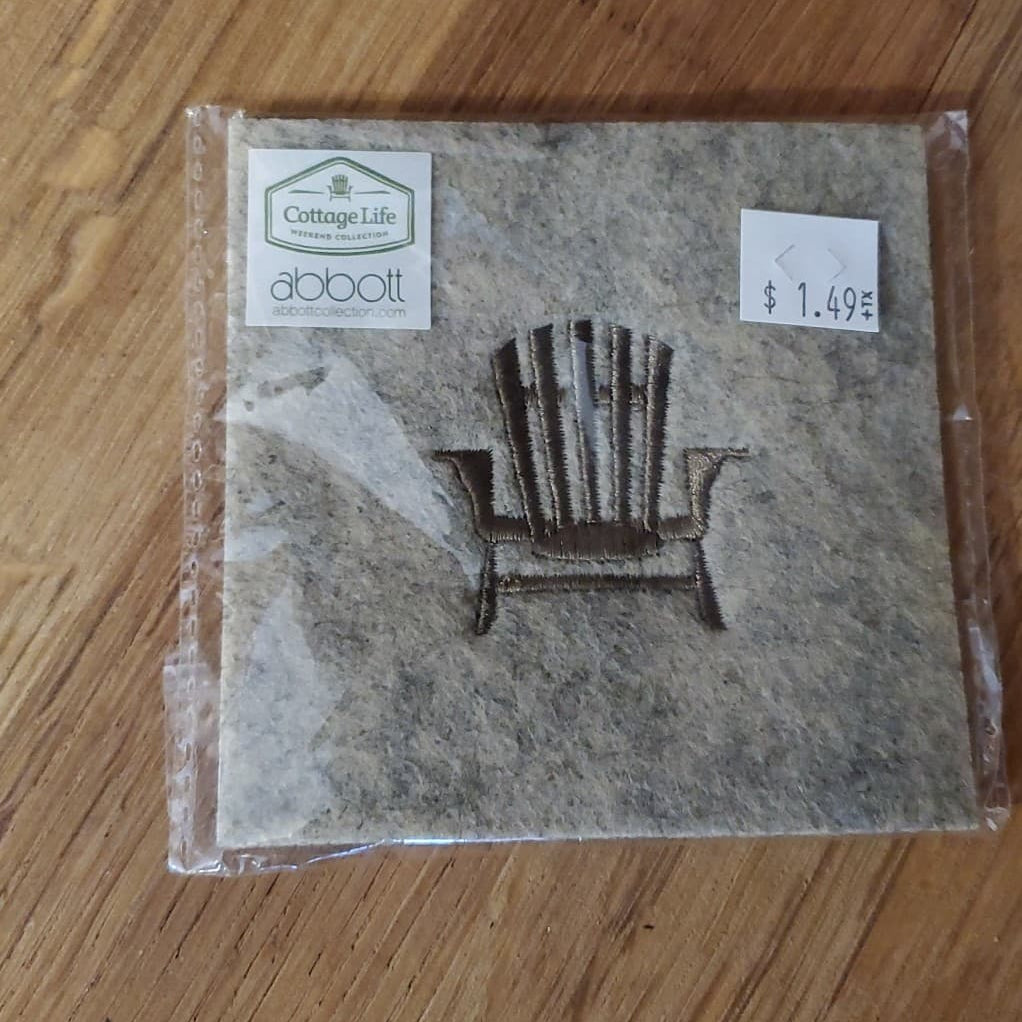 Cottage Life
WEEKEND COLLECTION
abbott
abbottcollection.com
$ 1.49 +TX